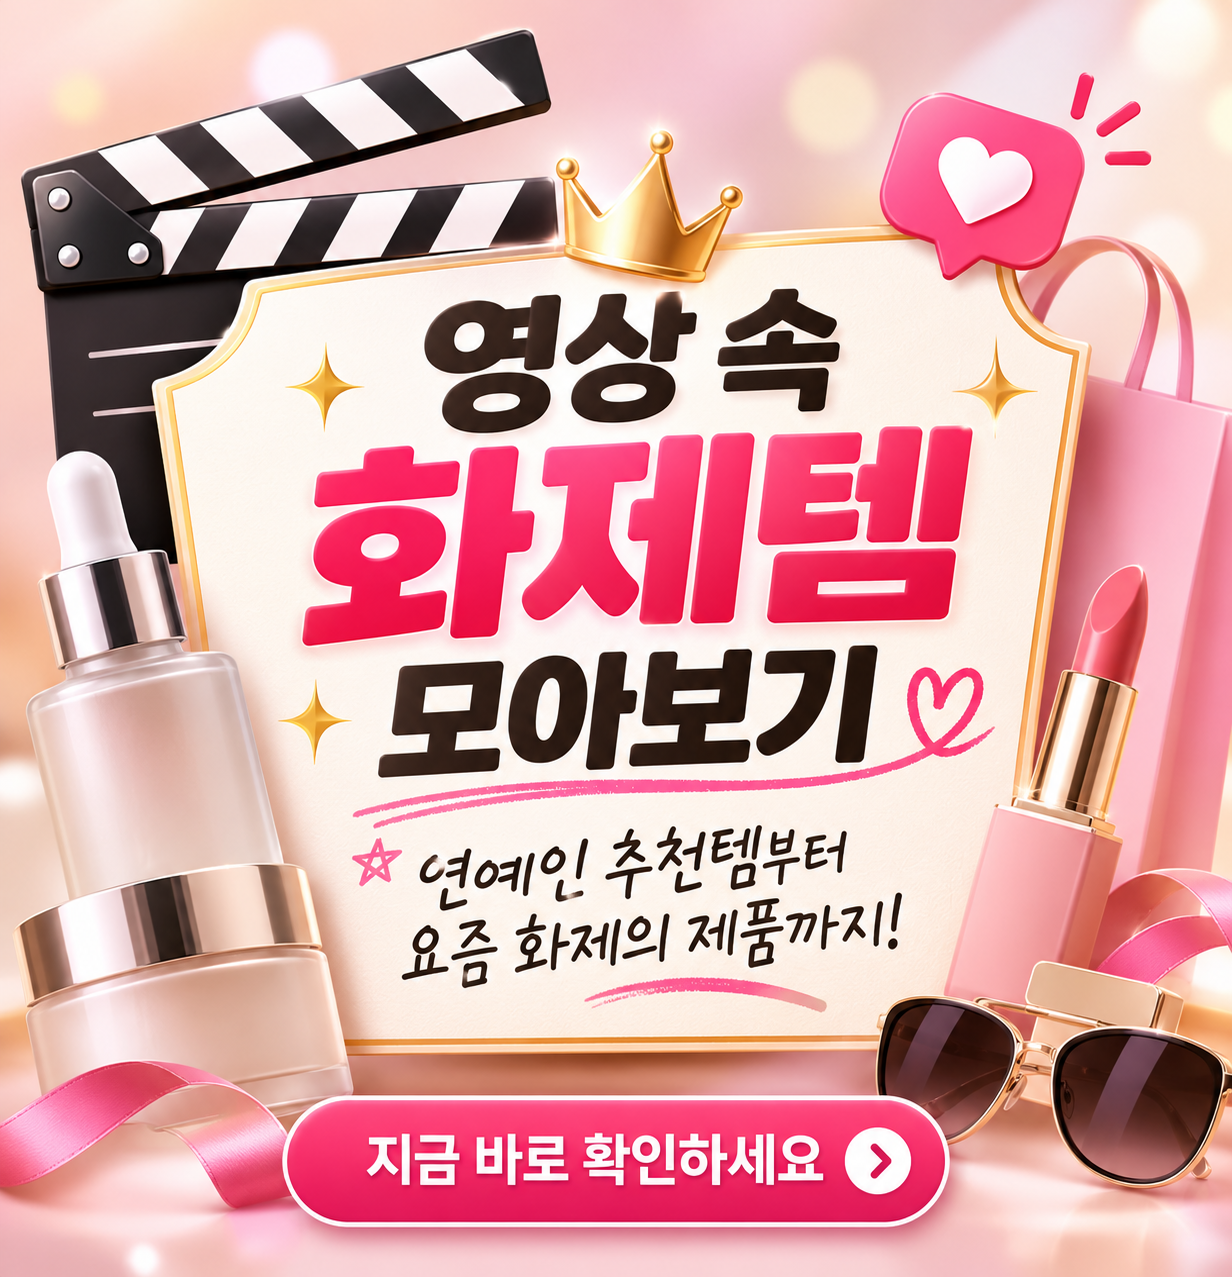 영상 속
화제템
모아보기
연예인 추천템부터
요즘 화제의 제품까지!
지금 바로 확인하세요